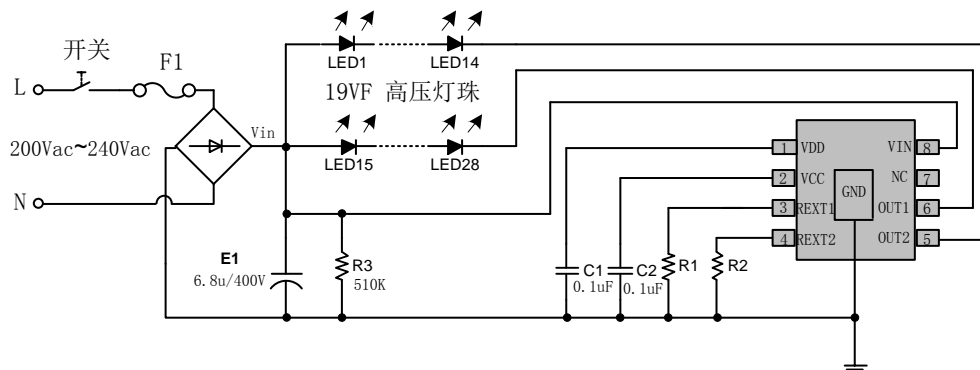 开关
F1
L
200Vac~240Vac
N
Vin
LED1
LED14
19VF 高压灯珠
LED15
LED28
E1
6.8u/400V
R3
510K
C1
0.1uF
C2
0.1uF
R1
R2
1 VDD
2 VCC
3 REXT1
4 REXT2
GND
VIN 8
NC 7
OUT1 6
OUT2 5